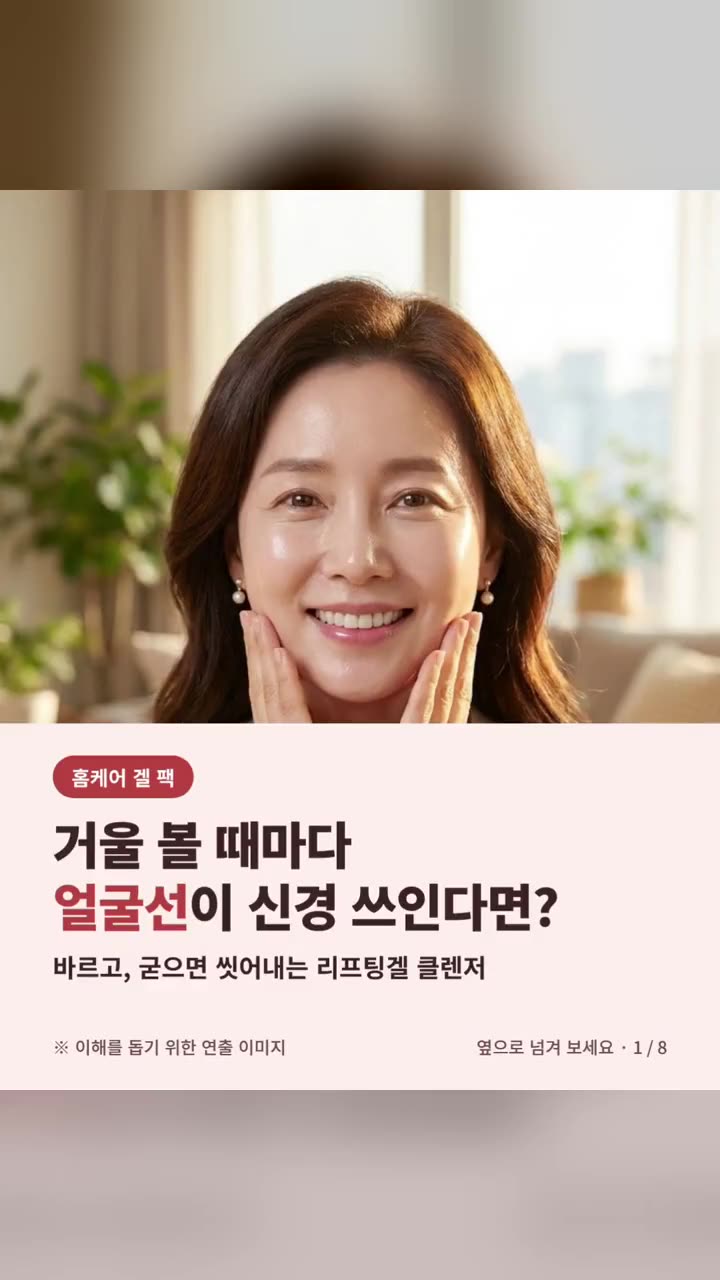 홈케어 겔 팩
거울 볼 때마다
얼굴선이 신경 쓰인다면?
바르고, 굳으면 씻어내는 리프팅겔 클렌저
※ 이해를 돕기 위한 연출 이미지
옆으로 넘겨 보세요 · 1 / 8